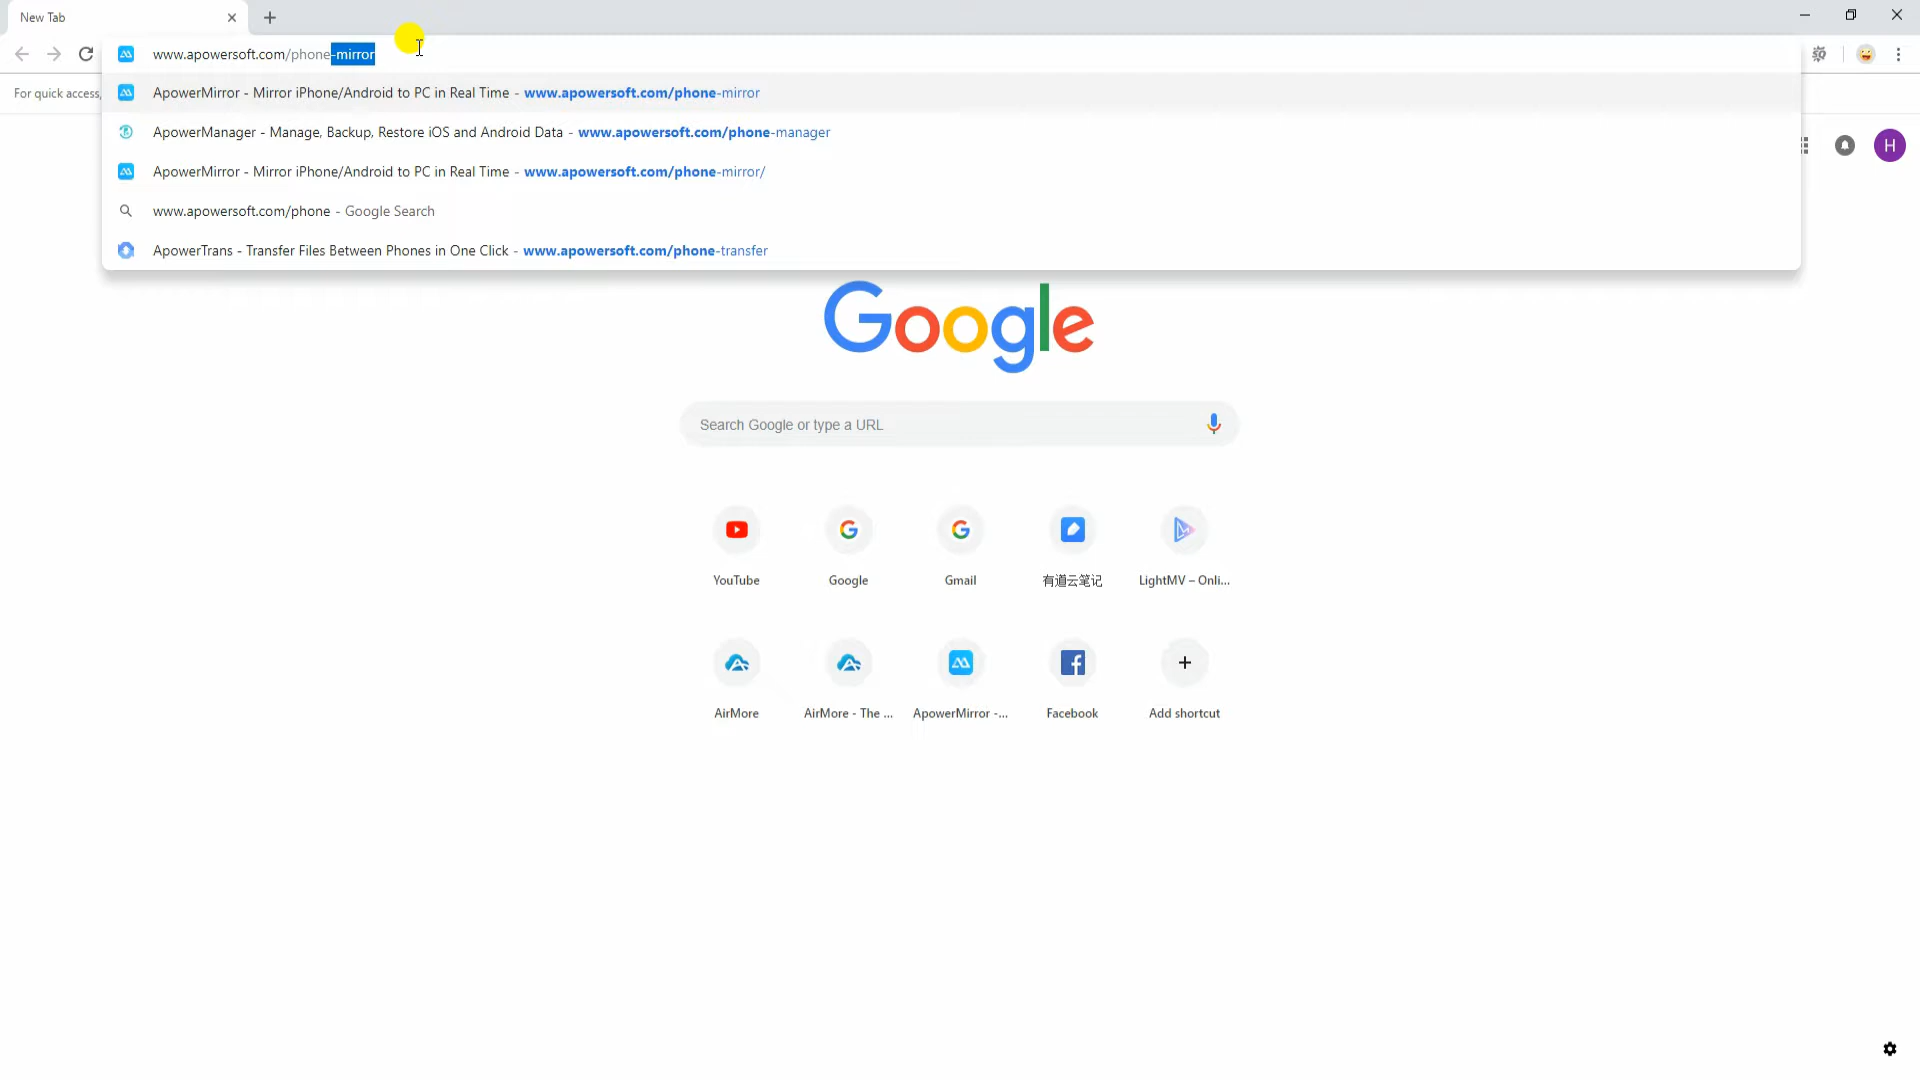 New Tab
www.apowersoft.com/phone-mirror
For quick access,
ApowerMirror - Mirror iPhone/Android to PC in Real Time - www.apowersoft.com/phone-mirror
ApowerManager - Manage, Backup, Restore iOS and Android Data - www.apowersoft.com/phone-manager
ApowerMirror - Mirror iPhone/Android to PC in Real Time - www.apowersoft.com/phone-mirror/
www.apowersoft.com/phone - Google Search
ApowerTrans - Transfer Files Between Phones in One Click - www.apowersoft.com/phone-transfer
H
Google
Search Google or type a URL
YouTube
Google
Gmail
有道云笔记
LightMV – Onli...
AirMore
AirMore - The ...
ApowerMirror -...
Facebook
Add shortcut